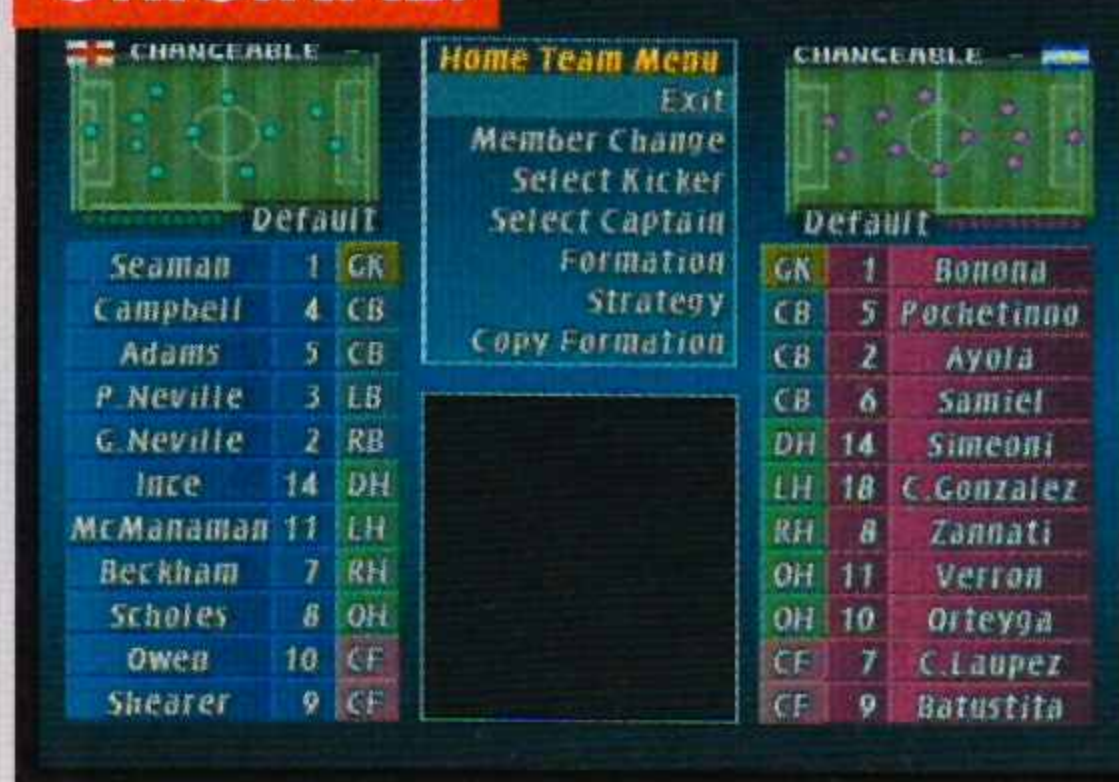 CHANGEABLE -
Default
Seaman 1 GK
Campbell 4 CB
Adams 5 CB
P.Neville 3 LB
G.Neville 2 RB
Ince 14 DH
McManaman 11 LH
Beckham 7 RH
Scholes 8 OH
Owen 10 CF
Shearer 9 CF
Home Team Menu
Exit
Member Change
Select Kicker
Select Captain
Formation
Strategy
Copy Formation
CHANGEABLE -
Default
GK 1 Bonona
CB 5 Pochetinno
CB 2 Ayola
CB 6 Samiel
DH 14 Simeoni
LH 18 C.Gonzalez
RH 8 Zannati
OH 11 Verron
OH 10 Orteyga
CF 7 C.Laupez
CF 9 Batustita